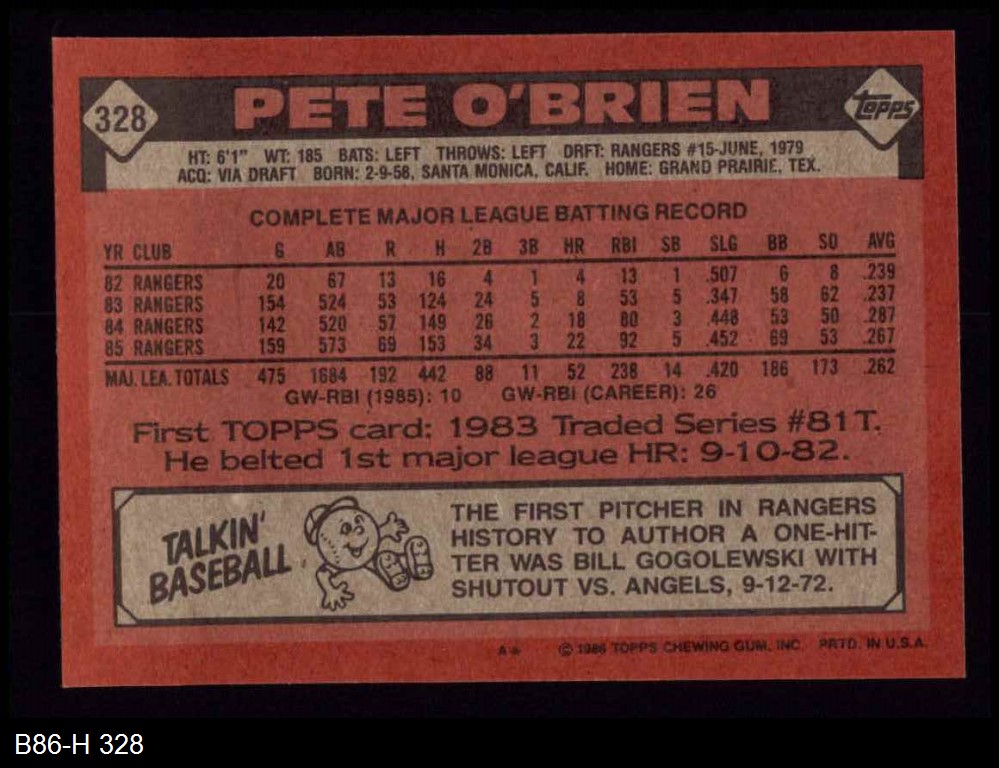 328
PETE O'BRIEN
Topps
HT: 6'1" WT: 185 BATS: LEFT THROWS: LEFT DRFT: RANGERS #15-JUNE, 1979
ACQ: VIA DRAFT BORN: 2-9-58, SANTA MONICA, CALIF. HOME: GRAND PRAIRIE, TEX.
COMPLETE MAJOR LEAGUE BATTING RECORD
YR CLUB G AB R H 2B 3B HR RBI SB SLG BB SO AVG
82 RANGERS 20 67 13 16 4 1 4 13 1 .507 6 8 .239
83 RANGERS 154 524 53 124 24 5 8 53 5 .347 58 62 .237
84 RANGERS 142 520 57 149 26 2 18 80 3 .448 53 50 .287
85 RANGERS 159 573 69 153 34 3 22 92 5 .452 69 53 .267
MAJ. LEA. TOTALS 475 1684 192 442 88 11 52 238 14 .420 186 173 .262
GW-RBI (1985): 10 GW-RBI (CAREER): 26
First TOPPS card: 1983 Traded Series #81T.
He belted 1st major league HR: 9-10-82.
TALKIN'
BASEBALL
THE FIRST PITCHER IN RANGERS
HISTORY TO AUTHOR A ONE-HIT-
TER WAS BILL GOGOLEWSKI WITH
SHUTOUT VS. ANGELS, 9-12-72.
A* © 1986 TOPPS CHEWING GUM, INC. PRTD. IN U.S.A.
B86-H 328